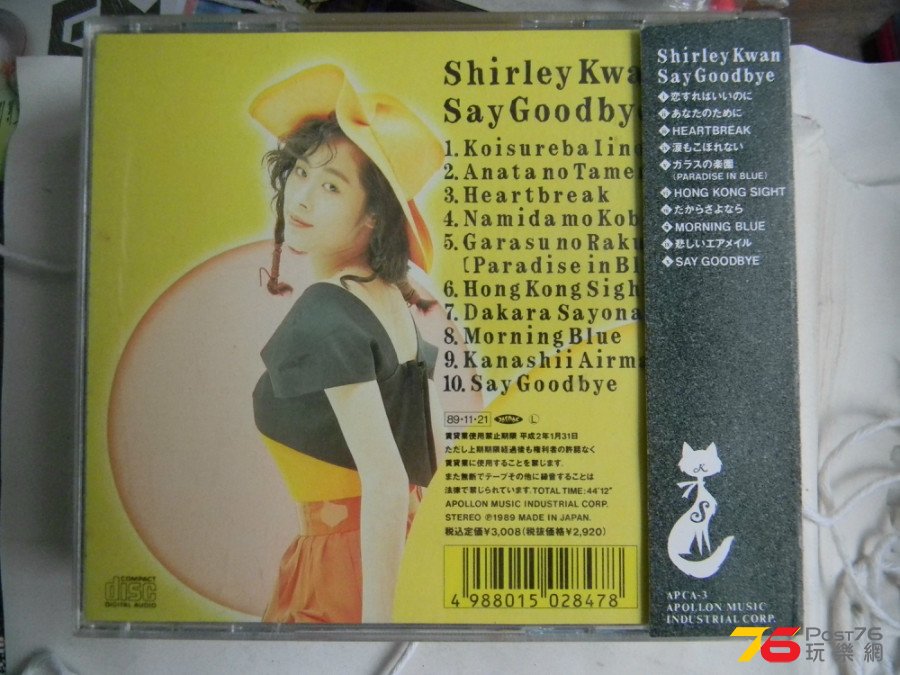 Shirley Kwa
Say Goodby
1. Koisureba Iino
2. Anata no Tame
3. Heartbreak
4. Namida mo Kob
5. Garasu no Raku
[Paradise in Bl
6. Hong Kong Sigh
7. Dakara Sayona
8. Morning Blue
9. Kanashii Airma
10. Say Goodbye
89・11・21 Ⓛ
賃貸業使用禁止期限 平成2年1月31日
ただし上期期限経過後も権利者の許諾なく
賃貸業に使用することを禁じます.
また無断でテープその他に録音することは
法律で禁じられています. TOTAL TIME: 44'12"
APOLLON MUSIC INDUSTRIAL CORP.
STEREO Ⓟ1989 MADE IN JAPAN.
税込定価¥3,008(税抜価格¥2,920)
4 988015 028478
COMPACT
disc
DIGITAL AUDIO
Shirley Kwan
Say Goodbye
恋すればいいのに
あなたのために
HEARTBREAK
涙もこぼれない
ガラスの楽園
(PARADISE IN BLUE)
HONG KONG SIGHT
だからさよなら
MORNING BLUE
悲しいエアメイル
SAY GOODBYE
K
S
APCA-3
APOLLON MUSIC
INDUSTRIAL CORP.
76 Post76
玩樂網